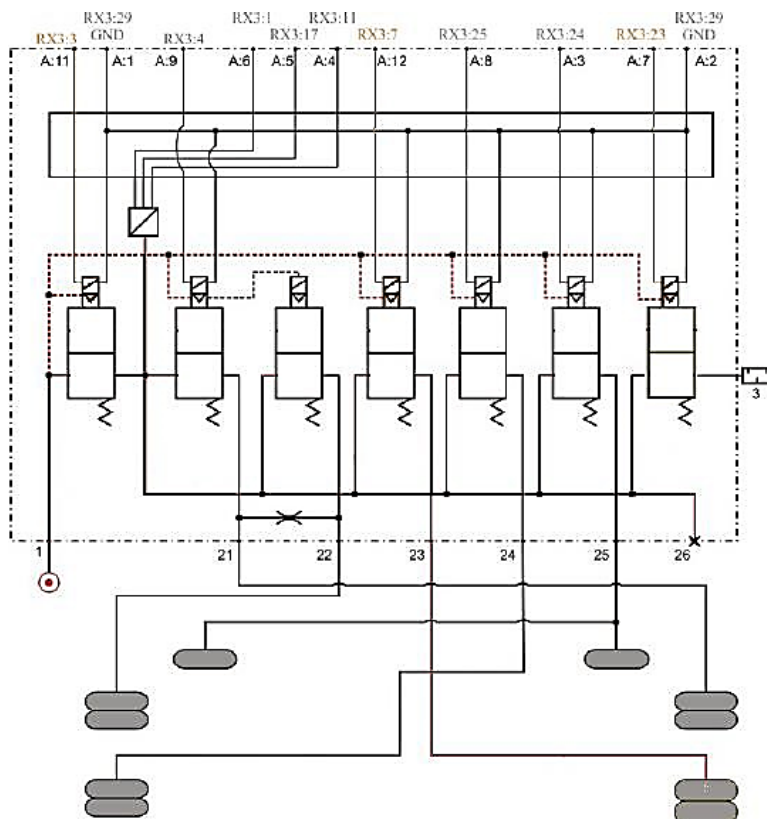 RX3:29
RX3:1
RX3:11
RX3:29
RX3:3
GND
RX3:4
RX3:17
RX3:7
RX3:25
RX3:24
RX3:23
GND
A:11
A:1
A:9
A:6
A:5
A:4
A:12
A:8
A:3
A:7
A:2
3
1
21
22
23
24
25
26